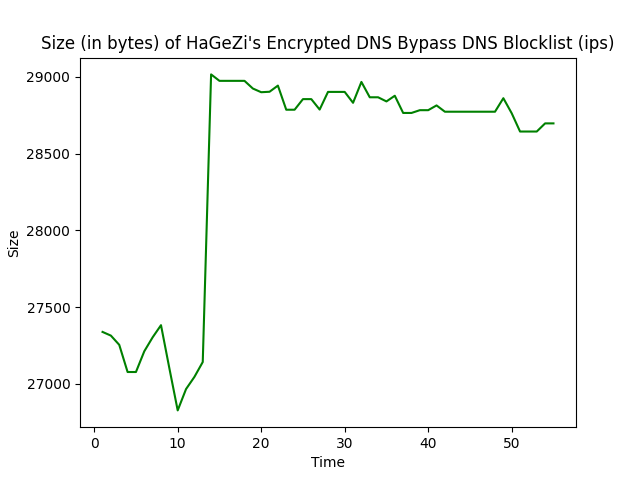 Size (in bytes) of HaGeZi's Encrypted DNS Bypass DNS Blocklist (ips)
29000
28500
28000
27500
27000
Size
0 10 20 30 40 50
Time